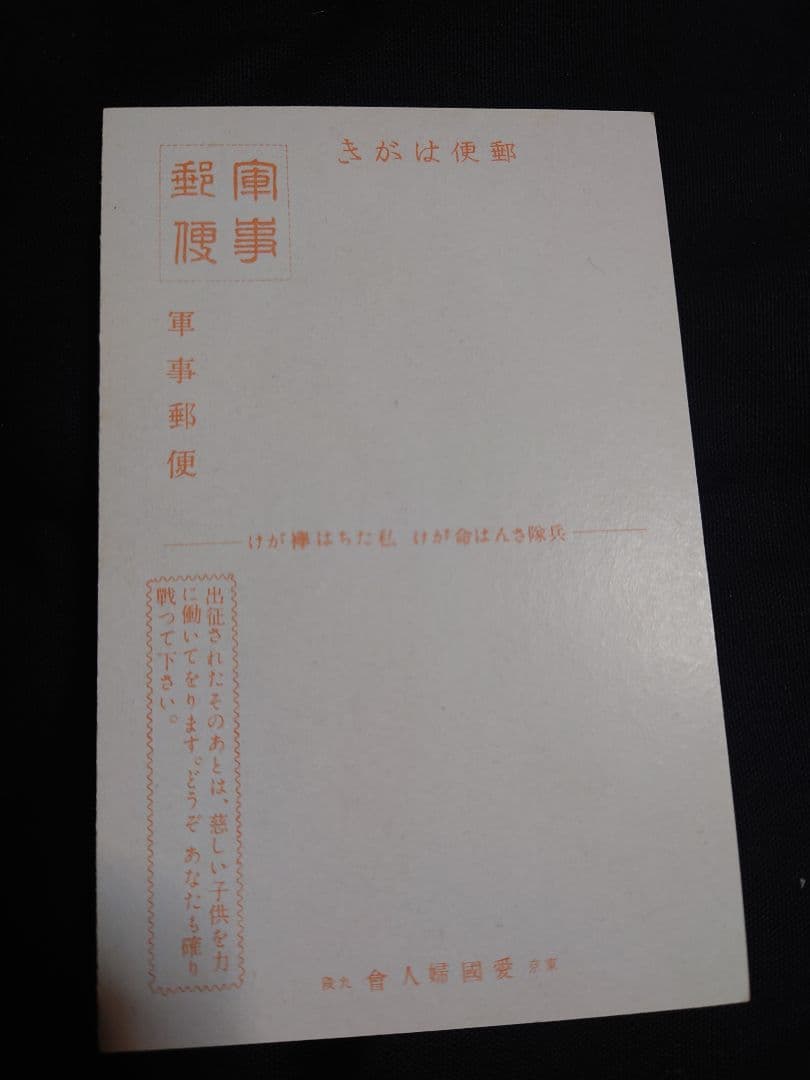 郵便はがき
軍事
郵便
軍事郵便
兵隊さんは命がけ 私たちは襷がけ
出征されたそのあとは、慈しい子供を力
に働いてをります。どうぞ あなたも確り
戰つて下さい。
東京 愛國婦人會 九段